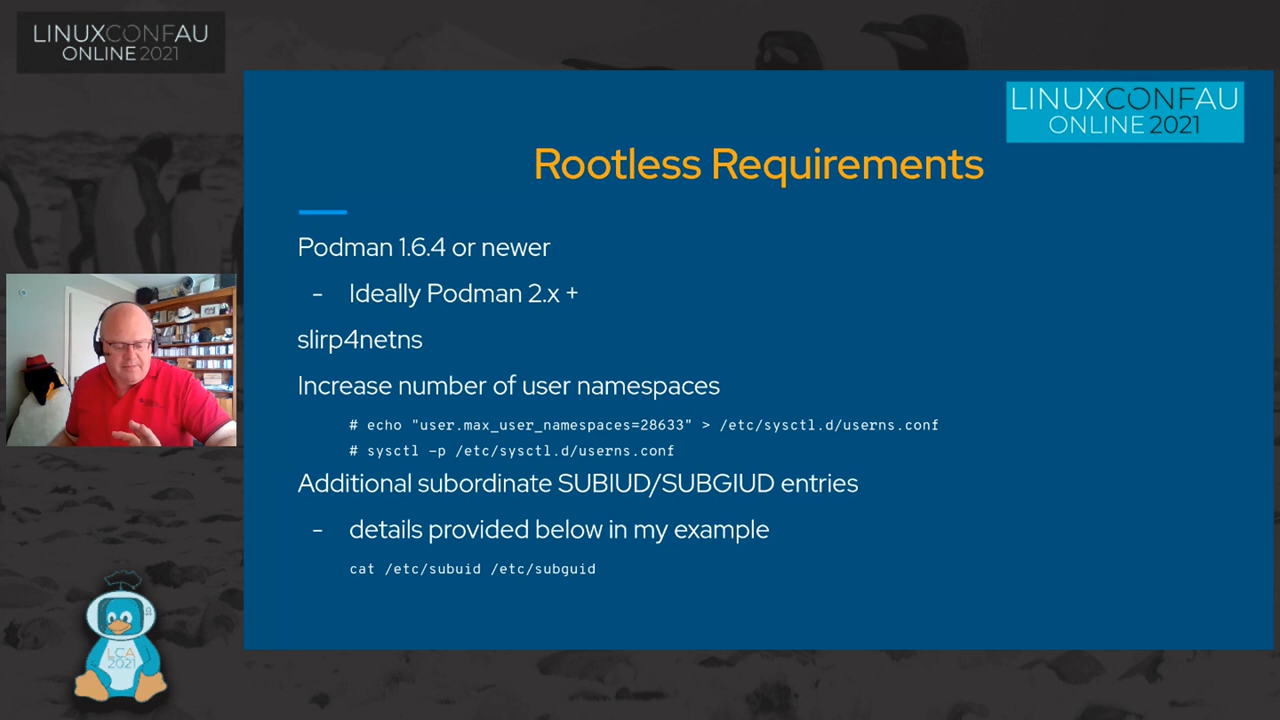 LINUXCONFAU
ONLINE 2021
LINUXCONFAU
ONLINE 2021
Rootless Requirements
Podman 1.6.4 or newer
- Ideally Podman 2.x +
slirp4netns
Increase number of user namespaces
# echo "user.max_user_namespaces=28633" > /etc/sysctl.d/userns.conf
# sysctl -p /etc/sysctl.d/userns.conf
Additional subordinate SUBIUD/SUBGIUD entries
- details provided below in my example
cat /etc/subuid /etc/subguid
LCA
2021